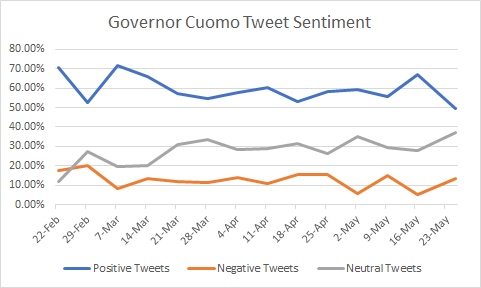 Governor Cuomo Tweet Sentiment
80.00%
70.00%
60.00%
50.00%
40.00%
30.00%
20.00%
10.00%
0.00%
22-Feb
29-Feb
7-Mar
14-Mar
21-Mar
28-Mar
4-Apr
11-Apr
18-Apr
25-Apr
2-May
9-May
16-May
23-May
Positive Tweets
Negative Tweets
Neutral Tweets